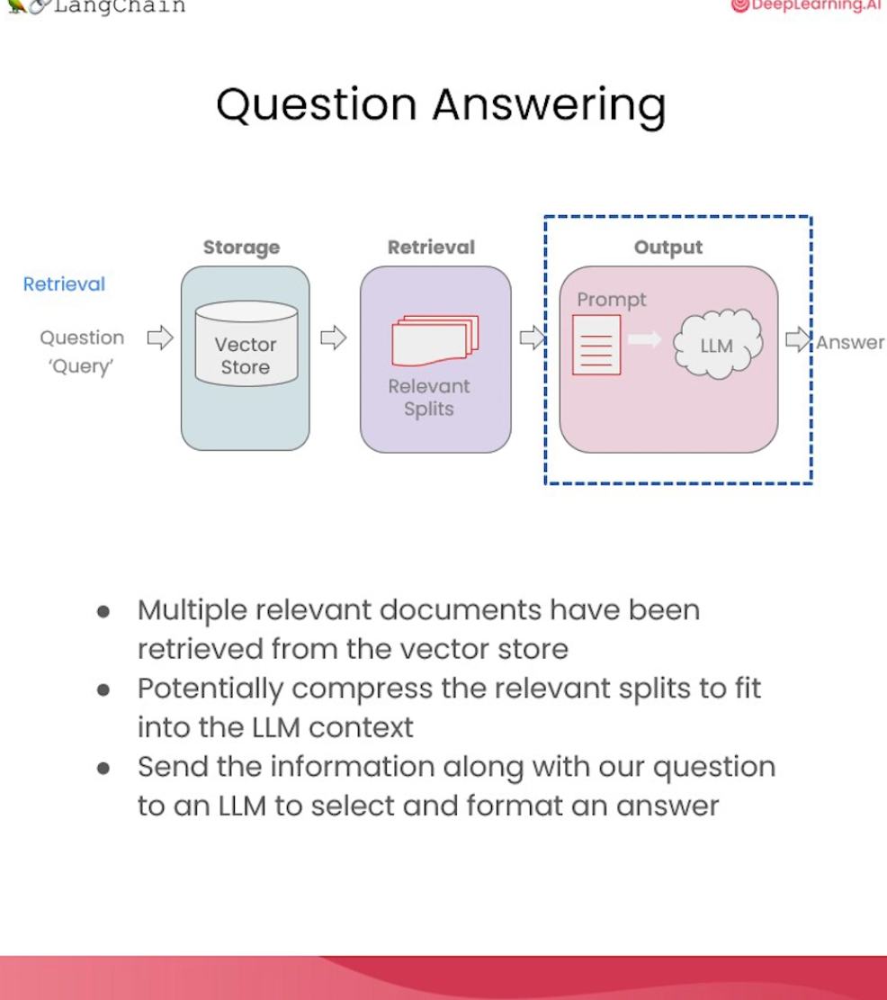 LangChain
DeepLearning.AI
Question Answering
Storage
Retrieval
Output
Retrieval
Question
‘Query’
Vector
Store
Relevant
Splits
Prompt
LLM
Answer
● Multiple relevant documents have been
retrieved from the vector store
● Potentially compress the relevant splits to fit
into the LLM context
● Send the information along with our question
to an LLM to select and format an answer